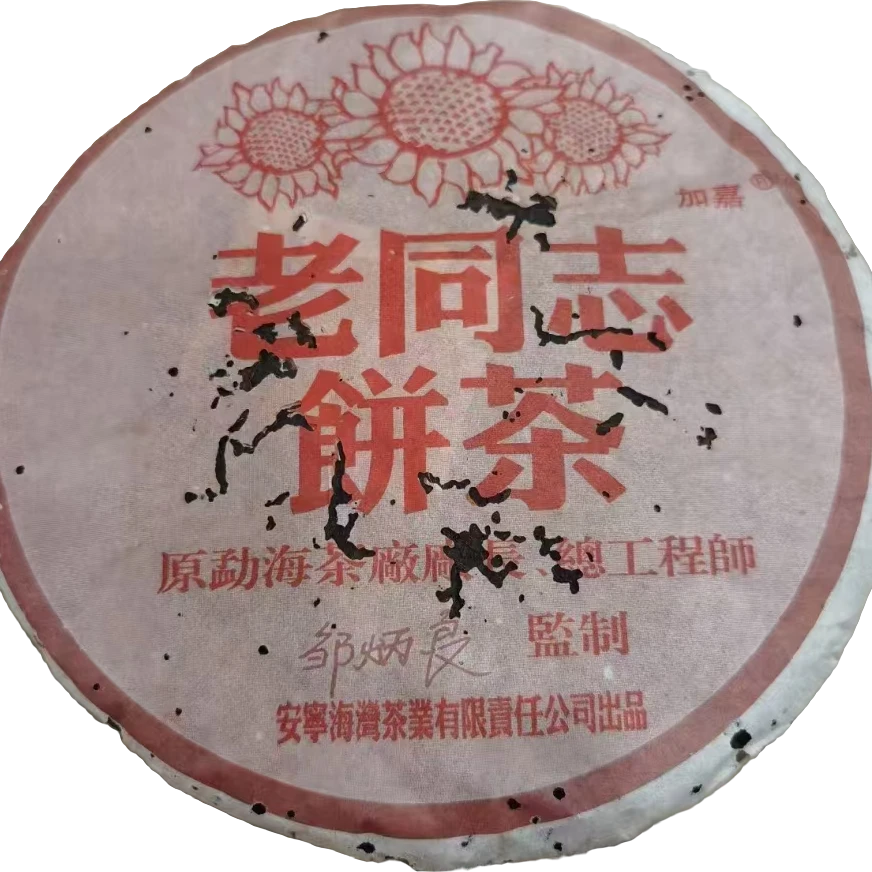 加嘉®
老同志
餅茶
原勐海茶廠廠長、總工程師
邹炳良 監制
安寧海灣茶業有限責任公司出品